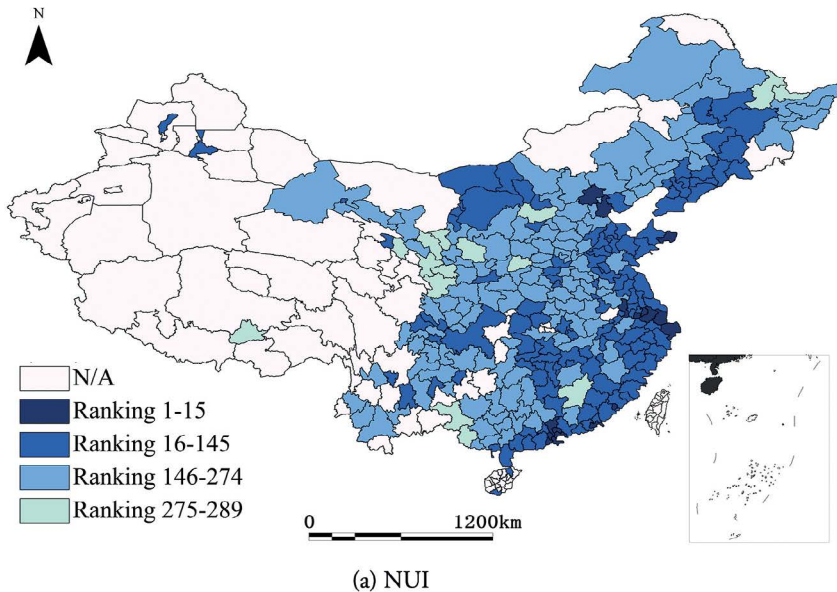 N
N/A
Ranking 1-15
Ranking 16-145
Ranking 146-274
Ranking 275-289
0 1200km
(a) NUI